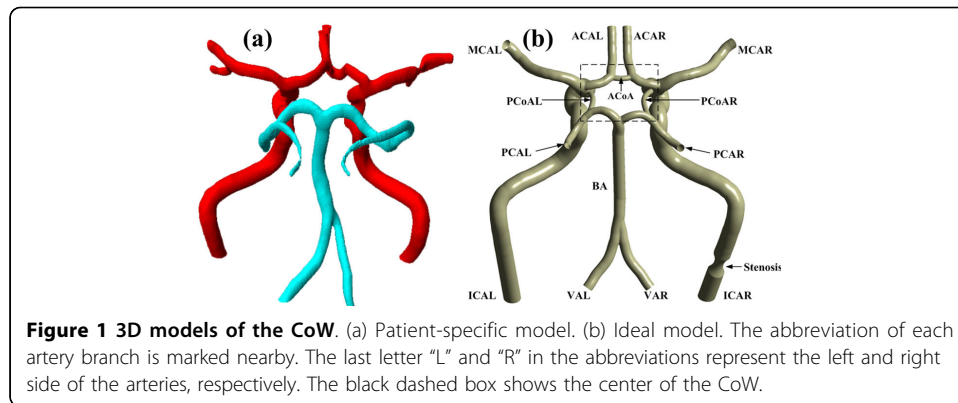 (a) (b)
ACAL ACAR
MCAL MCAR
ACoA
PCoAL PCoAR
PCAL PCAR
BA
Stenosis
ICAL VAL VAR ICAR
Figure 1 3D models of the CoW. (a) Patient-specific model. (b) Ideal model. The abbreviation of each
artery branch is marked nearby. The last letter “L” and “R” in the abbreviations represent the left and right
side of the arteries, respectively. The black dashed box shows the center of the CoW.